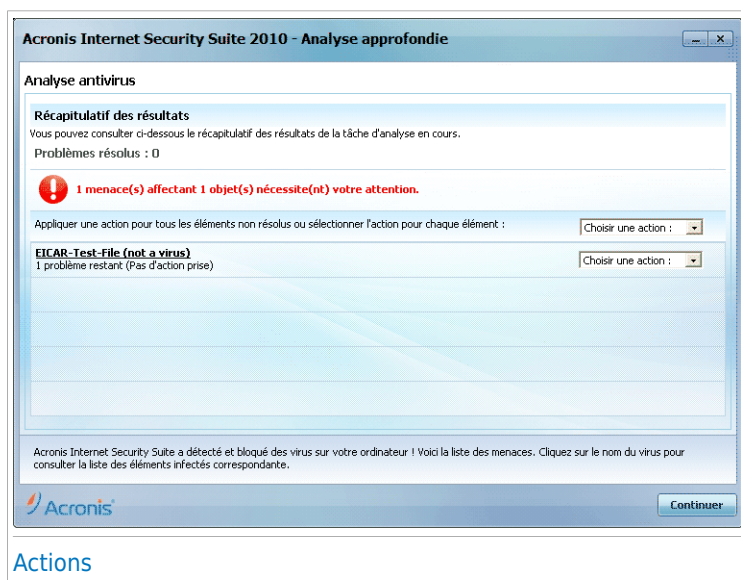 Acronis Internet Security Suite 2010 - Analyse approfondie
Analyse antivirus
Récapitulatif des résultats
Vous pouvez consulter ci-dessous le récapitulatif des résultats de la tâche d'analyse en cours.
Problèmes résolus : 0
1 menace(s) affectant 1 objet(s) nécessite(nt) votre attention.
Appliquer une action pour tous les éléments non résolus ou sélectionner l'action pour chaque élément :
Choisir une action :
EICAR-Test-File (not a virus)
1 problème restant (Pas d'action prise)
Choisir une action :
Acronis Internet Security Suite a détecté et bloqué des virus sur votre ordinateur ! Voici la liste des menaces. Cliquez sur le nom du virus pour
consulter la liste des éléments infectés correspondante.
Acronis
Continuer
Actions